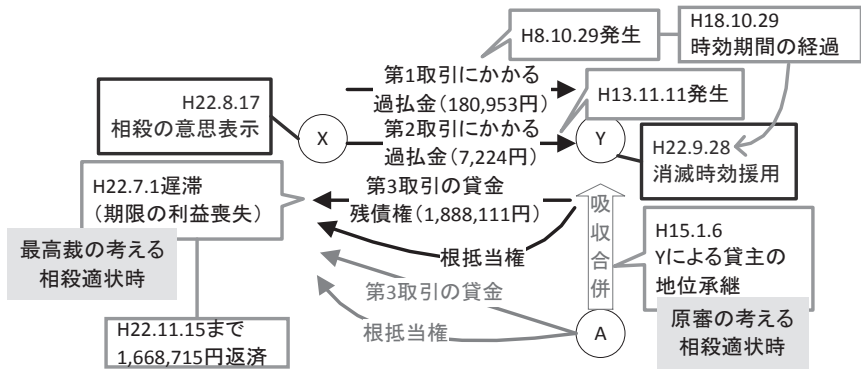 H8.10.29発生
H18.10.29
時効期間の経過
第1取引にかかる
過払金(180,953円)
H13.11.11発生
H22.8.17
相殺の意思表示
X
第2取引にかかる
過払金(7,224円)
Y
H22.9.28
消滅時効援用
H22.7.1遅滞
(期限の利益喪失)
第3取引の貸金
残債権(1,888,111円)
吸収合併
最高裁の考える
相殺適状時
根抵当権
H15.1.6
Yによる貸主の
地位承継
第3取引の貸金
原審の考える
相殺適状時
H22.11.15まで
1,668,715円返済
根抵当権
A